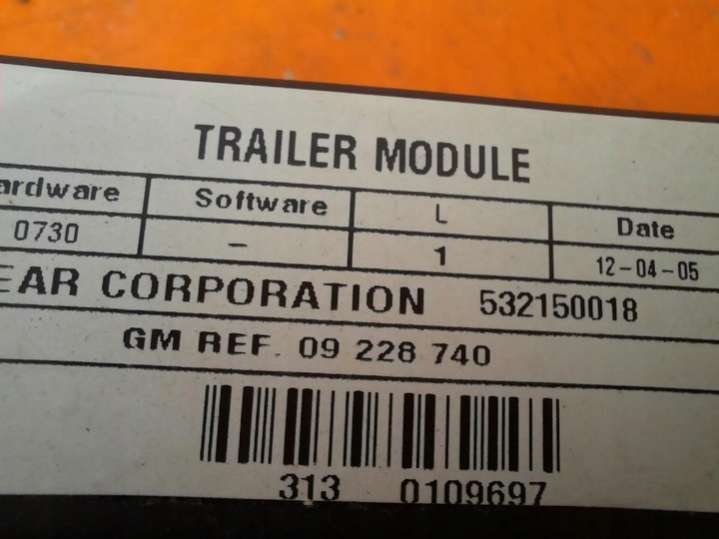 TRAILER MODULE
ardware Software L Date
0730 – 1 12-04-05
EAR CORPORATION 532150018
GM REF. 09 228 740
313 0109697